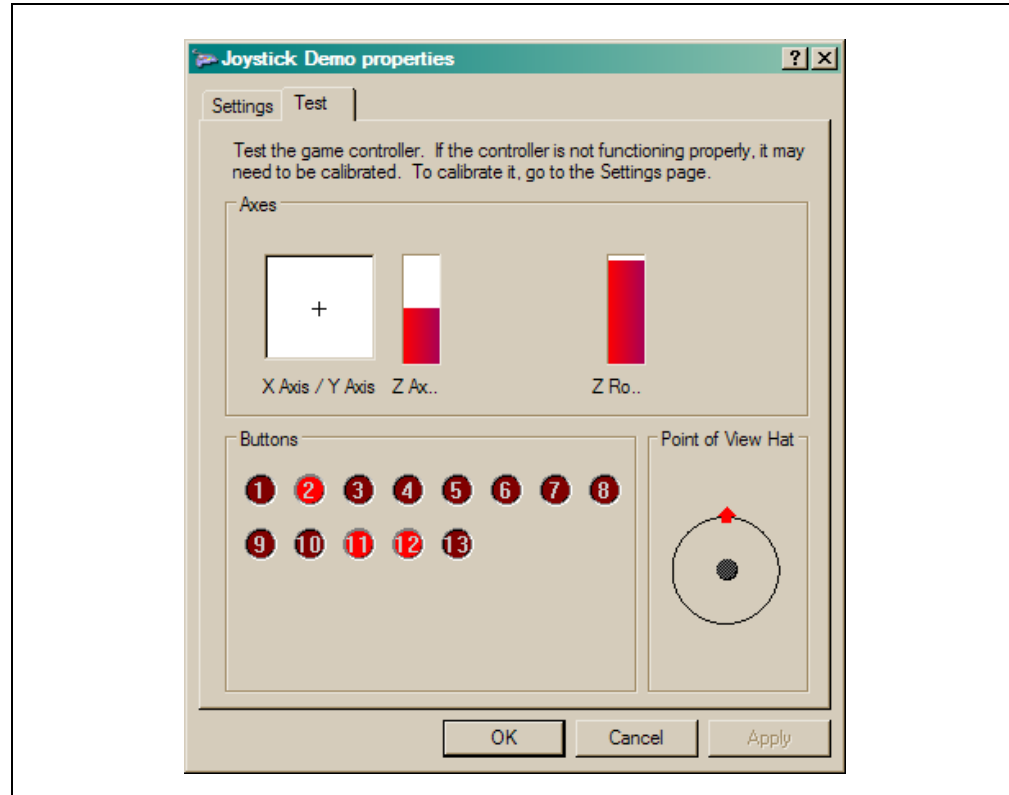 Joystick Demo properties
Settings Test
Test the game controller. If the controller is not functioning properly, it may
need to be calibrated. To calibrate it, go to the Settings page.
Axes
X Axis / Y Axis Z Ax.. Z Ro..
Buttons
1 2 3 4 5 6 7 8
9 10 11 12 13
Point of View Hat
OK Cancel Apply